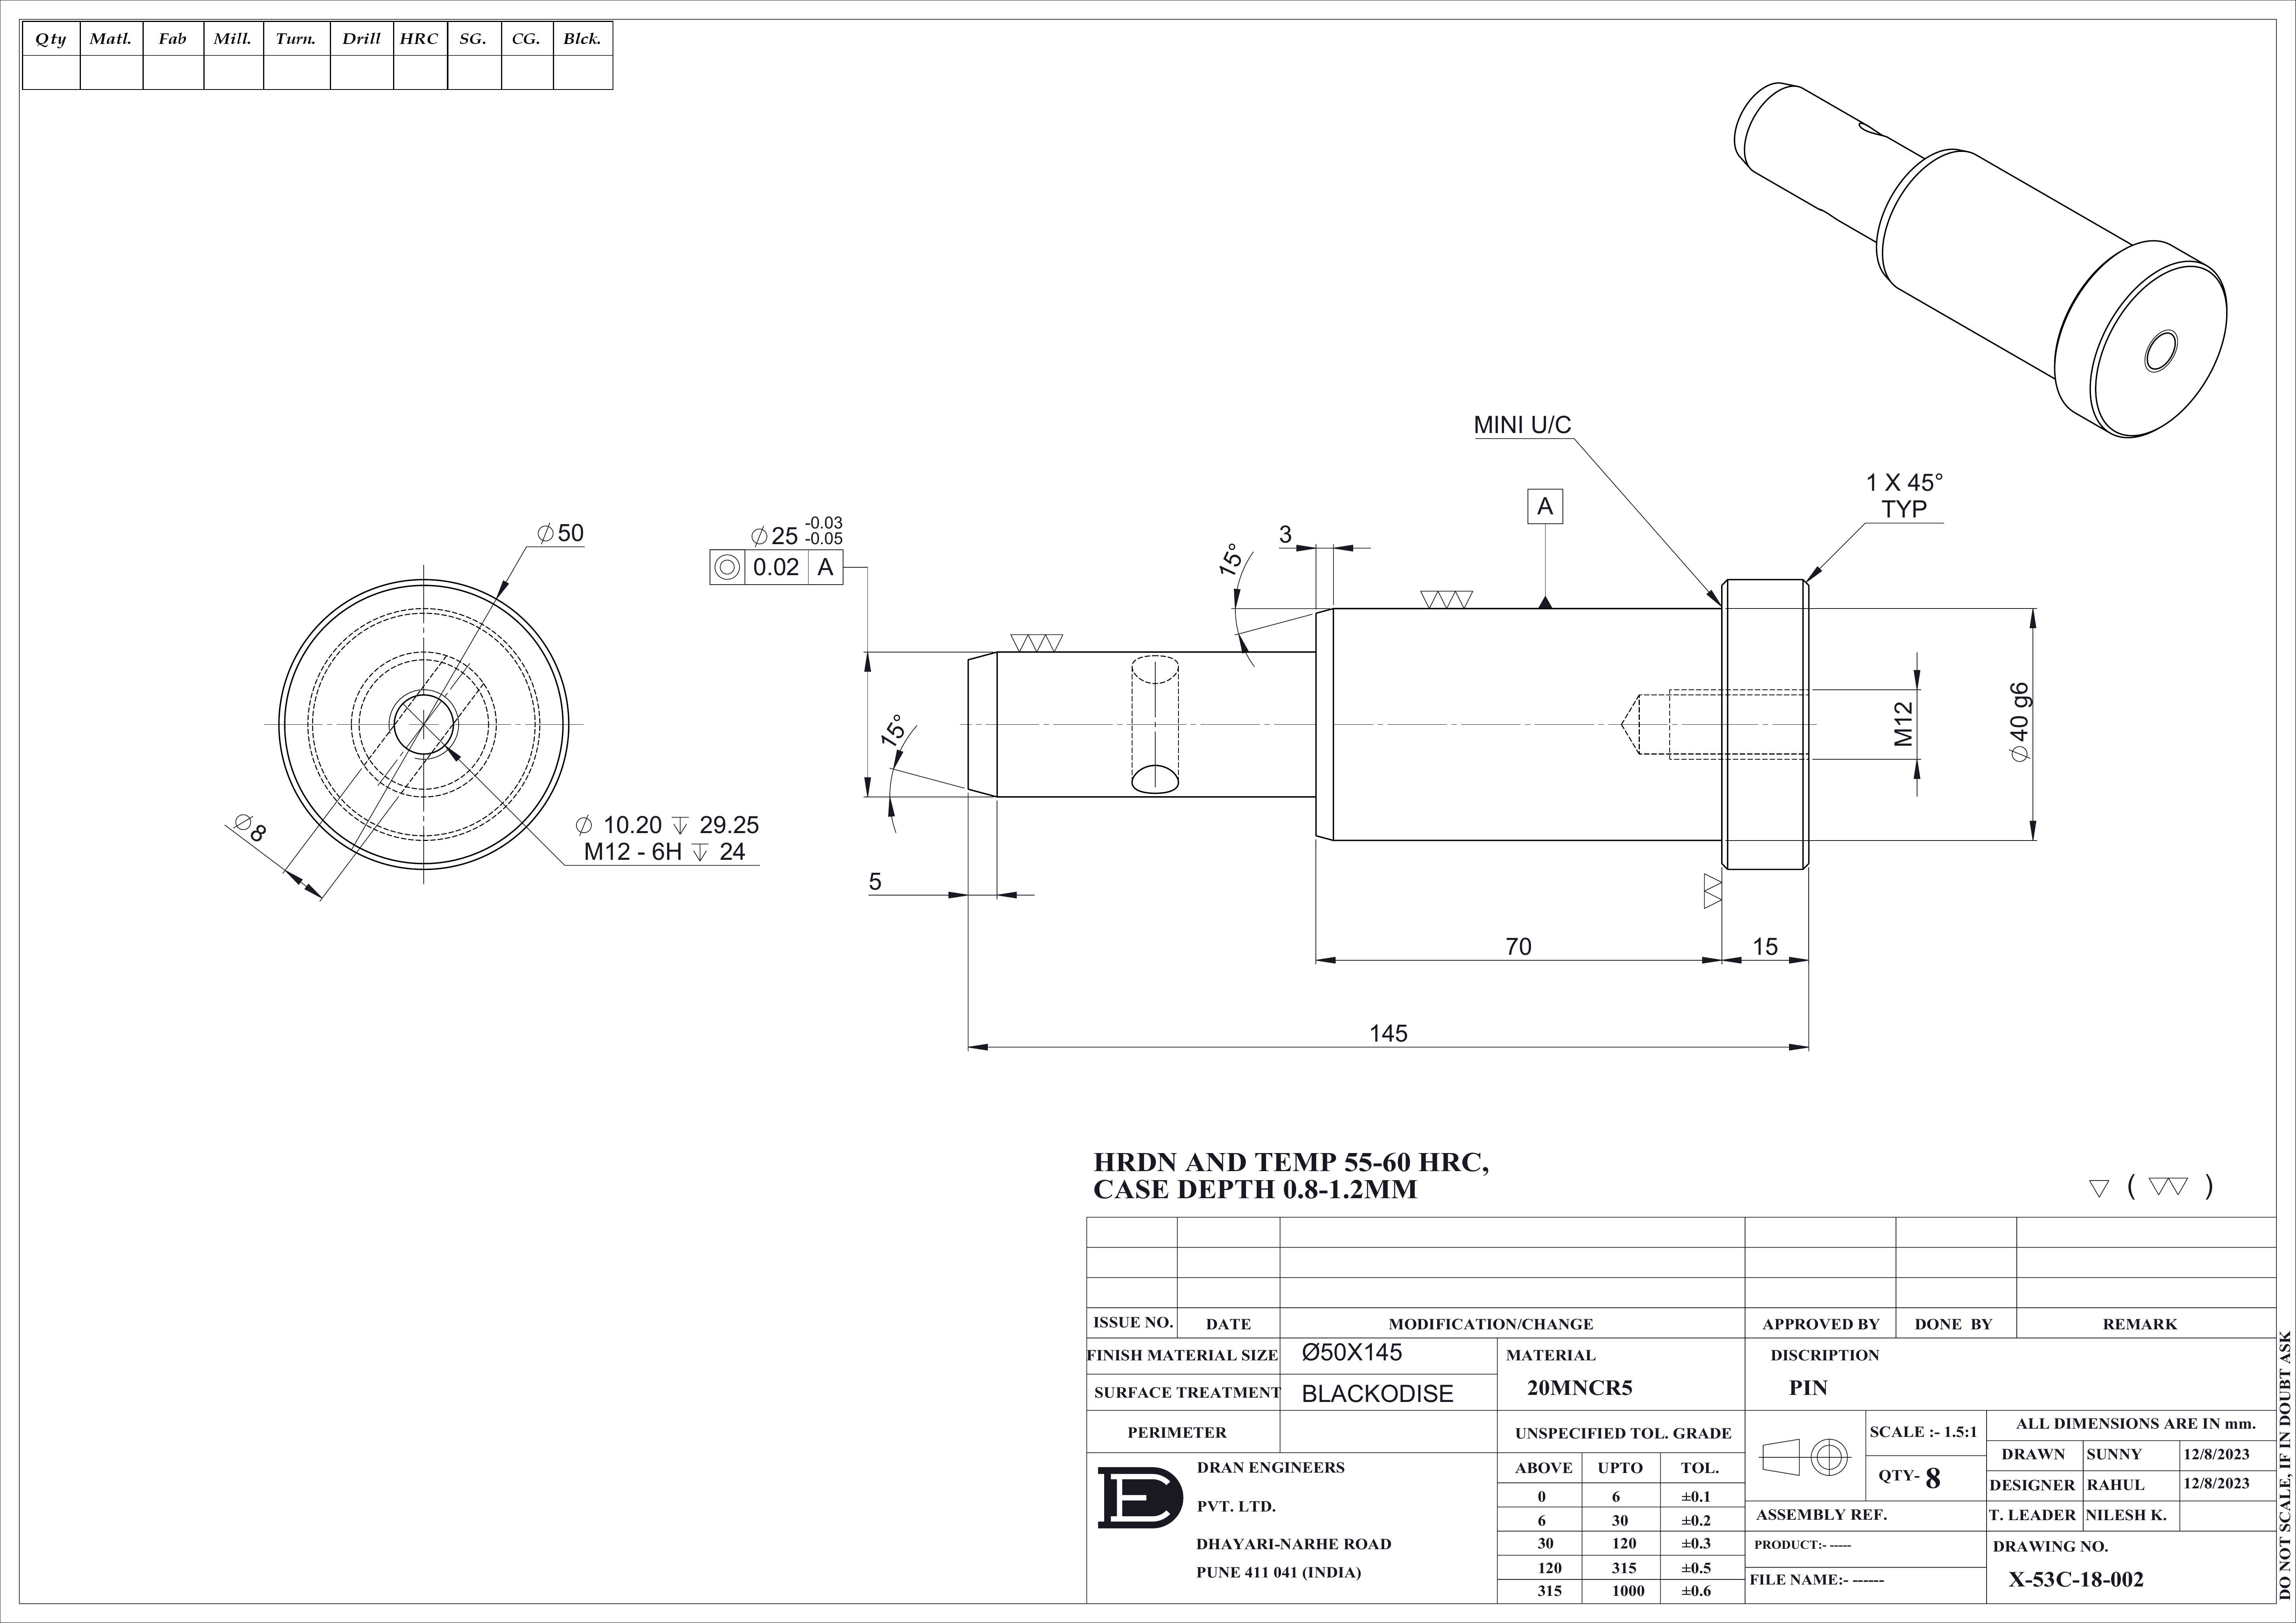 Qty Matl. Fab Mill. Turn. Drill HRC SG. CG. Blck.
MINI U/C
1 X 45°
TYP
A
⌀50
⌀25 -0.03
-0.05
0.02 A
3
15°
15°
M12
⌀40 g6
⌀8
⌀ 10.20 ↧ 29.25
M12 - 6H ↧ 24
5
70
15
145
HRDN AND TEMP 55-60 HRC,
CASE DEPTH 0.8-1.2MM
( )
ISSUE NO. DATE MODIFICATION/CHANGE APPROVED BY DONE BY REMARK
FINISH MATERIAL SIZE Ø50X145
SURFACE TREATMENT BLACKODISE
MATERIAL
20MNCR5
DISCRIPTION
PIN
PERIMETER
UNSPECIFIED TOL. GRADE
ABOVE UPTO TOL.
0 6 ±0.1
6 30 ±0.2
30 120 ±0.3
120 315 ±0.5
315 1000 ±0.6
DE
DRAN ENGINEERS
PVT. LTD.
DHAYARI-NARHE ROAD
PUNE 411 041 (INDIA)
SCALE :- 1.5:1
QTY- 8
ALL DIMENSIONS ARE IN mm.
DRAWN SUNNY 12/8/2023
DESIGNER RAHUL 12/8/2023
T. LEADER NILESH K.
ASSEMBLY REF.
PRODUCT:- -----
FILE NAME:- ------
DRAWING NO.
X-53C-18-002
DO NOT SCALE, IF IN DOUBT ASK